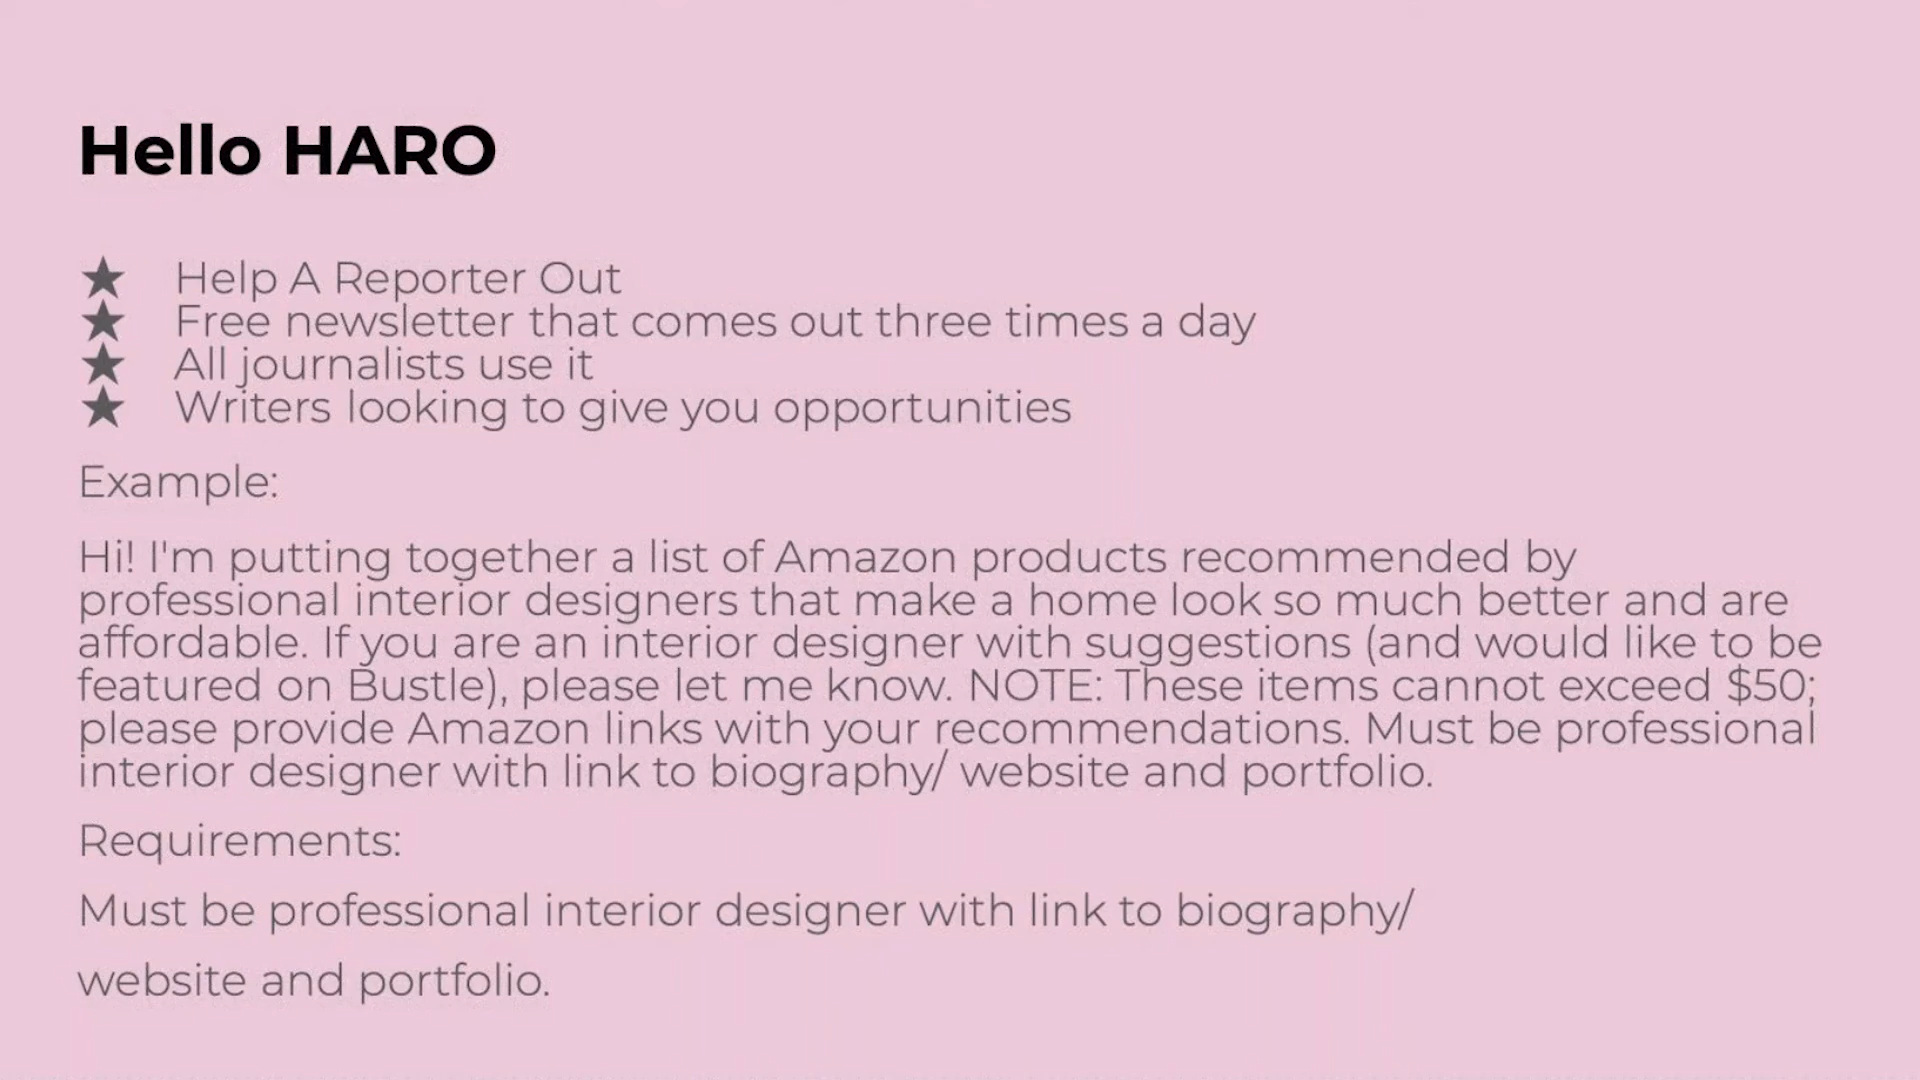 Hello HARO
★ Help A Reporter Out
★ Free newsletter that comes out three times a day
★ All journalists use it
★ Writers looking to give you opportunities
Example:
Hi! I'm putting together a list of Amazon products recommended by
professional interior designers that make a home look so much better and are
affordable. If you are an interior designer with suggestions (and would like to be
featured on Bustle), please let me know. NOTE: These items cannot exceed $50;
please provide Amazon links with your recommendations. Must be professional
interior designer with link to biography/ website and portfolio.
Requirements:
Must be professional interior designer with link to biography/
website and portfolio.